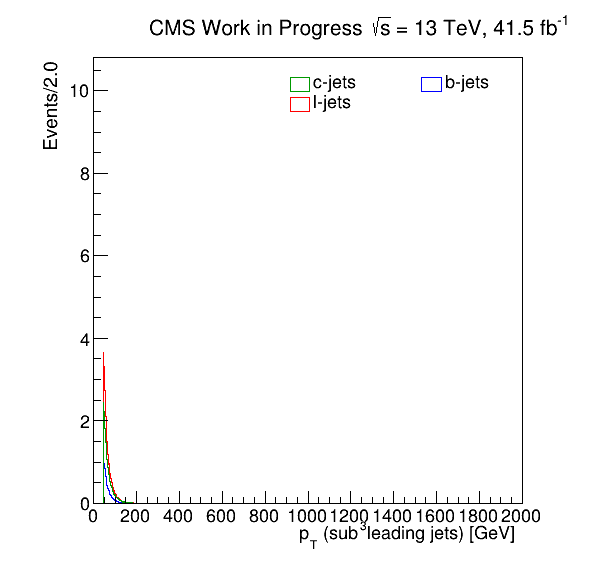 CMS Work in Progress √s = 13 TeV, 41.5 fb⁻¹
Events/2.0
c-jets b-jets
l-jets
10
8
6
4
2
0
0 200 400 600 800 1000 1200 1400 1600 1800 2000
p_T (sub³leading jets) [GeV]